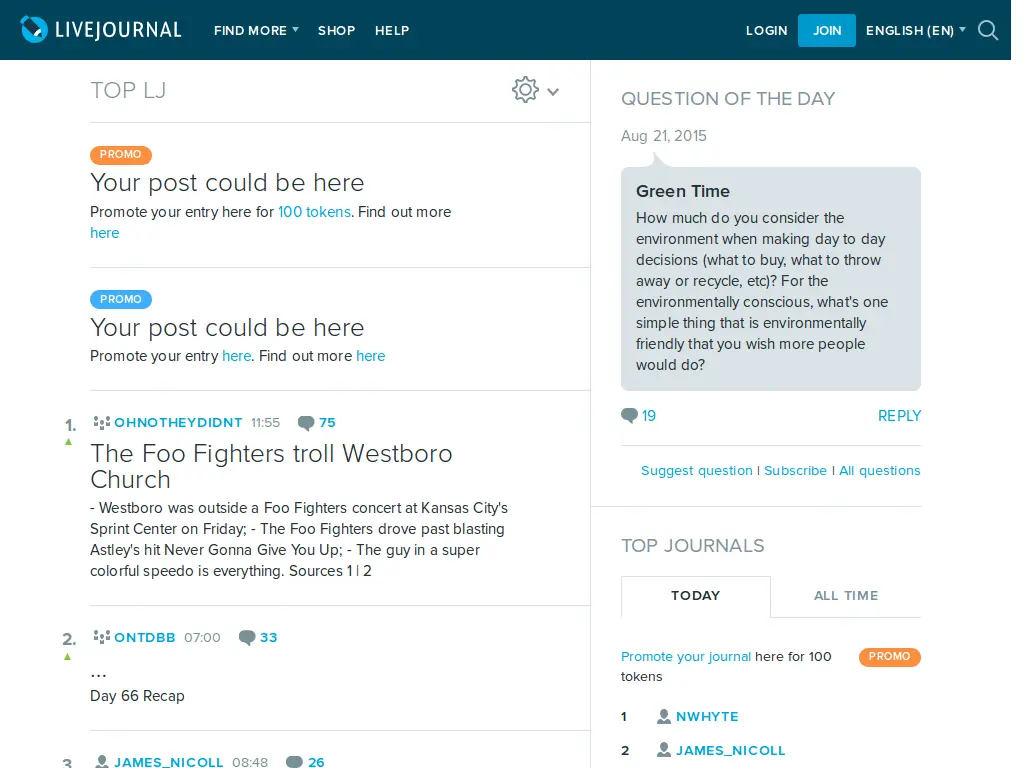 LIVEJOURNAL FIND MORE SHOP HELP LOGIN JOIN ENGLISH (EN)
TOP LJ
PROMO
Your post could be here
Promote your entry here for 100 tokens. Find out more
here
PROMO
Your post could be here
Promote your entry here. Find out more here
1. OHNOTHEYDIDNT 11:55 75
The Foo Fighters troll Westboro
Church
- Westboro was outside a Foo Fighters concert at Kansas City's
Sprint Center on Friday; - The Foo Fighters drove past blasting
Astley's hit Never Gonna Give You Up; - The guy in a super
colorful speedo is everything. Sources 1 | 2
2. ONTDBB 07:00 33
...
Day 66 Recap
3. JAMES_NICOLL 08:48 26
QUESTION OF THE DAY
Aug 21, 2015
Green Time
How much do you consider the
environment when making day to day
decisions (what to buy, what to throw
away or recycle, etc)? For the
environmentally conscious, what's one
simple thing that is environmentally
friendly that you wish more people
would do?
19 REPLY
Suggest question | Subscribe | All questions
TOP JOURNALS
TODAY ALL TIME
Promote your journal here for 100 PROMO
tokens
1 NWHYTE
2 JAMES_NICOLL